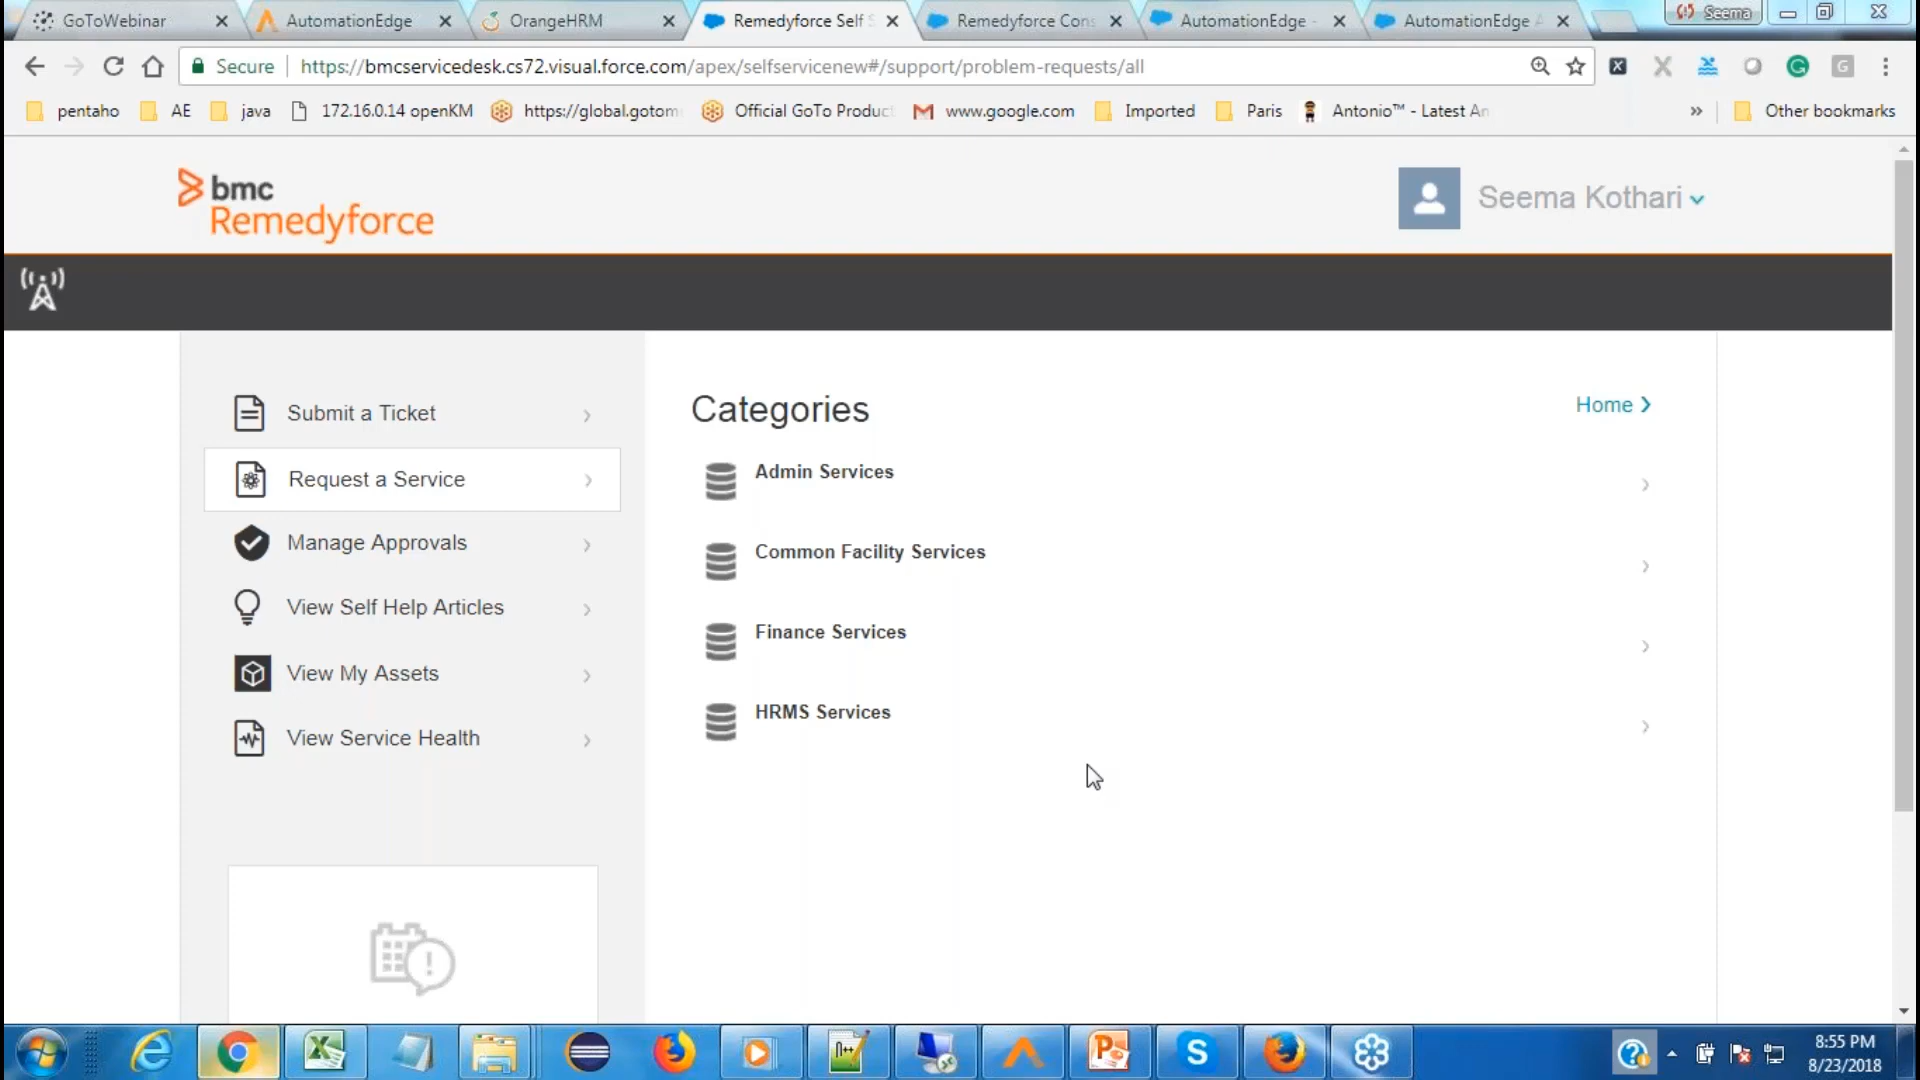 GoToWebinar
AutomationEdge
OrangeHRM
Remedyforce Self S
Remedyforce Cons
AutomationEdge -
AutomationEdge A
Seema
Secure
https://bmcservicedesk.cs72.visual.force.com/apex/selfservicenew#/support/problem-requests/all
pentaho
AE
java
172.16.0.14 openKM
https://global.gotom
Official GoTo Produc
www.google.com
Imported
Paris
Antonio™ - Latest An
»
Other bookmarks
bmc
Remedyforce
Seema Kothari
Submit a Ticket
Request a Service
Manage Approvals
View Self Help Articles
View My Assets
View Service Health
Categories
Home
Admin Services
Common Facility Services
Finance Services
HRMS Services
8:55 PM
8/23/2018